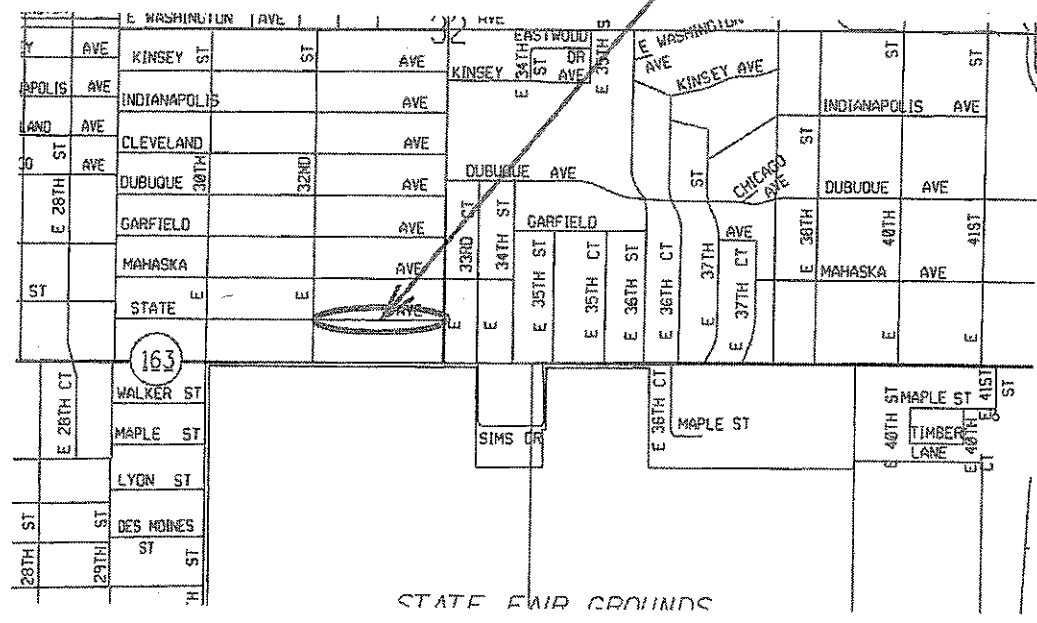 E WASHINGTON AVE
AVE
KINSEY ST
ST
AVE
AVE
INDIANAPOLIS
AVE
AVE
CLEVELAND
AVE
AVE
DUBUQUE
30TH
32ND
AVE
AVE
E 28TH ST
GARFIELD
AVE
MAHASKA
AVE
ST
STATE
E
E
AVE
32
EASTWOOD DR
E 34TH ST
E 35TH S
KINSEY AVE
E WASHINGTON AVE
KINSEY AVE
ST
ST
INDIANAPOLIS AVE
DUBUQUE AVE
CHICAGO AVE
DUBUQUE AVE
GARFIELD
AVE
E 33RD CT
E 34TH ST
E 35TH ST
E 35TH CT
E 36TH ST
E 36TH CT
E 37TH ST
E 37TH CT
E 38TH ST
E 40TH
E 41ST
MAHASKA AVE
163
E 28TH CT
WALKER ST
MAPLE ST
LYON ST
DES MOINES ST
28TH ST
29TH ST
ST
SIMS DR
E 36TH CT
MAPLE ST
E 40TH ST
MAPLE ST
E 41ST ST
TIMBER LANE
E 40TH CT
STATE FAIR GROUNDS